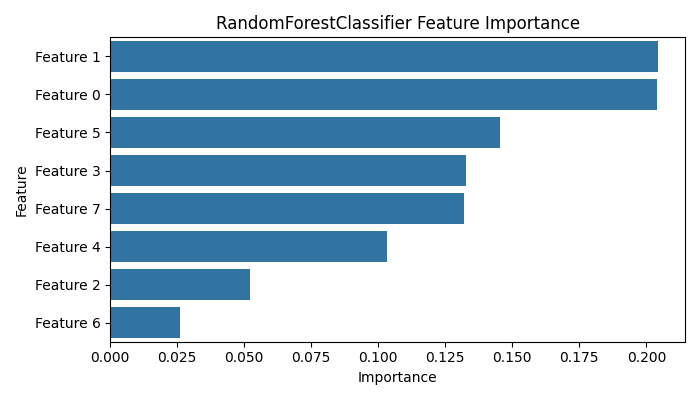 RandomForestClassifier Feature Importance
Feature 1
Feature 0
Feature 5
Feature 3
Feature 7
Feature 4
Feature 2
Feature 6
Feature
0.000 0.025 0.050 0.075 0.100 0.125 0.150 0.175 0.200
Importance